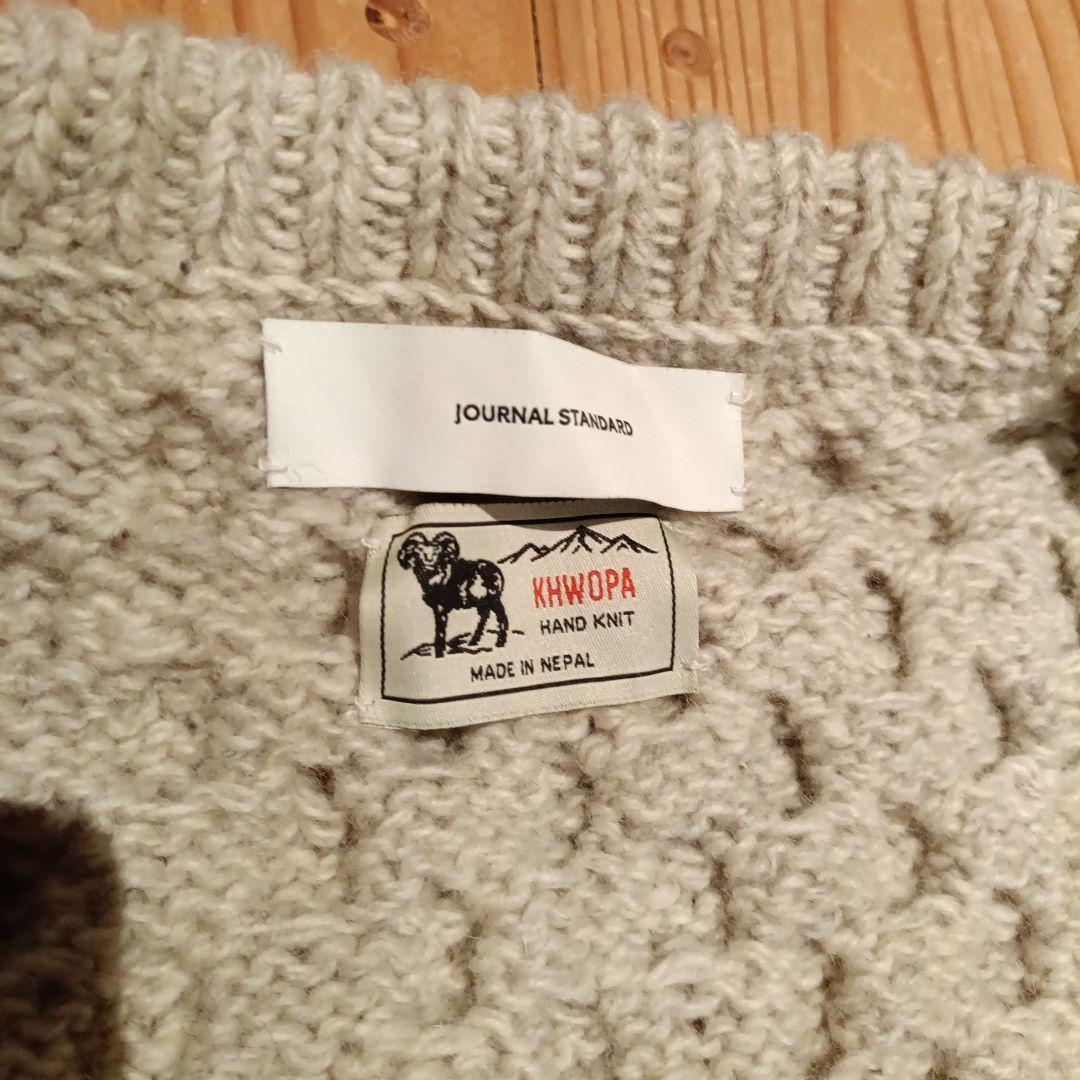 JOURNAL STANDARD
KHWOPA
HAND KNIT
MADE IN NEPAL